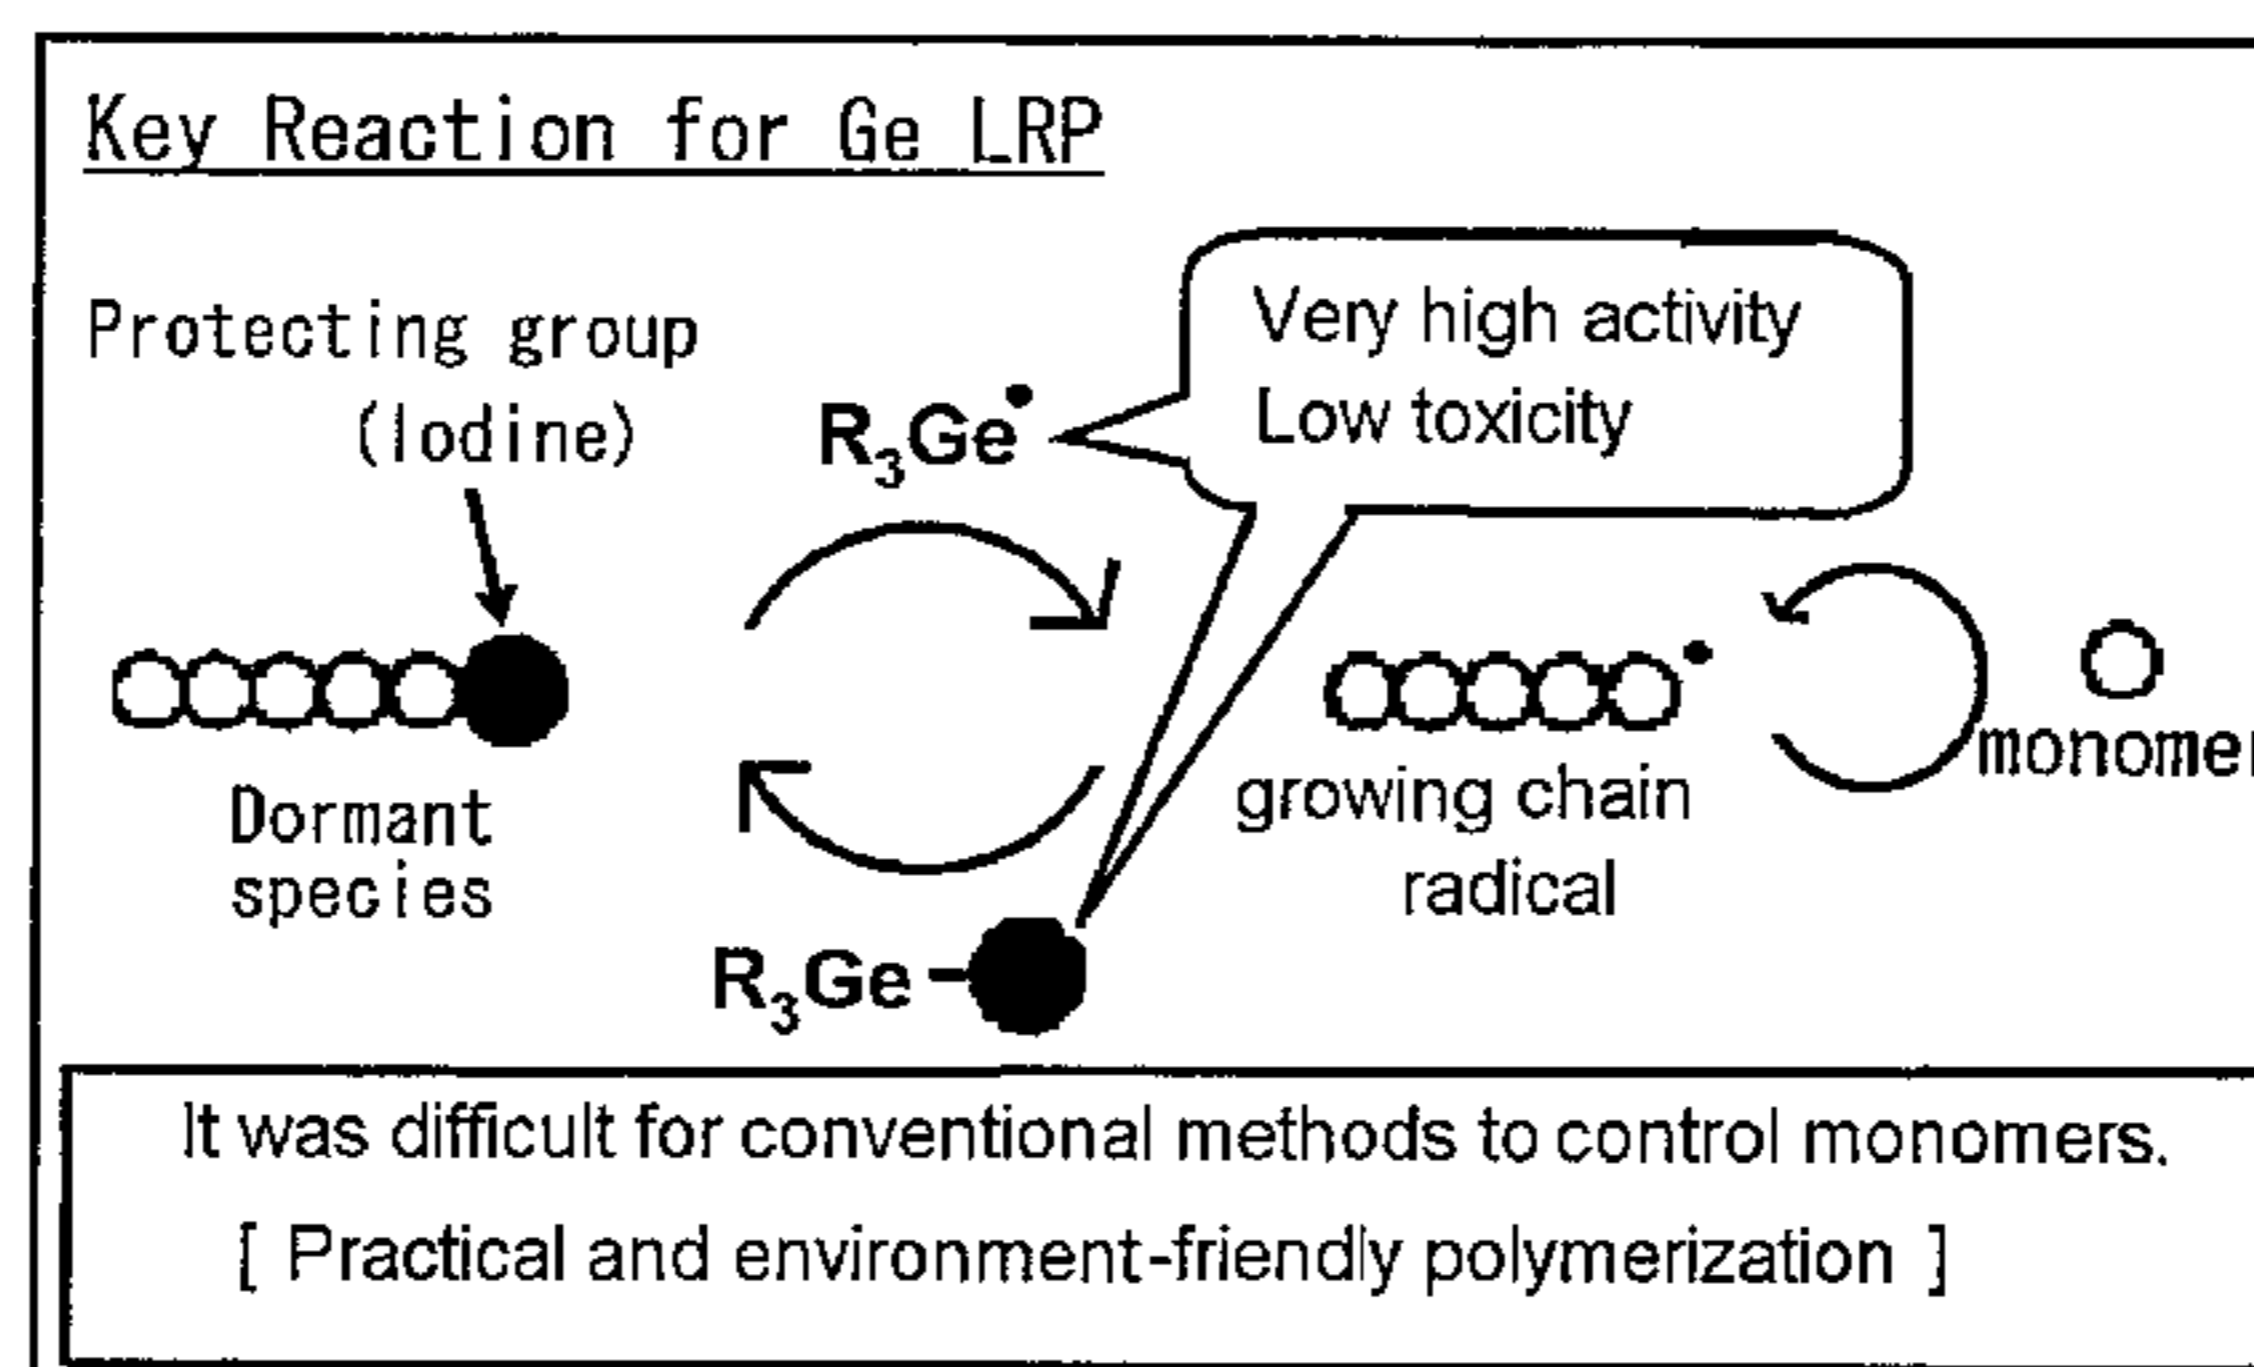 Key Reaction for Ge LRP
Protecting group
(Iodine)
R₃Ge•
Very high activity
Low toxicity
Dormant
species
growing chain
radical
monomer
R₃Ge
It was difficult for conventional methods to control monomers.
[ Practical and environment-friendly polymerization ]